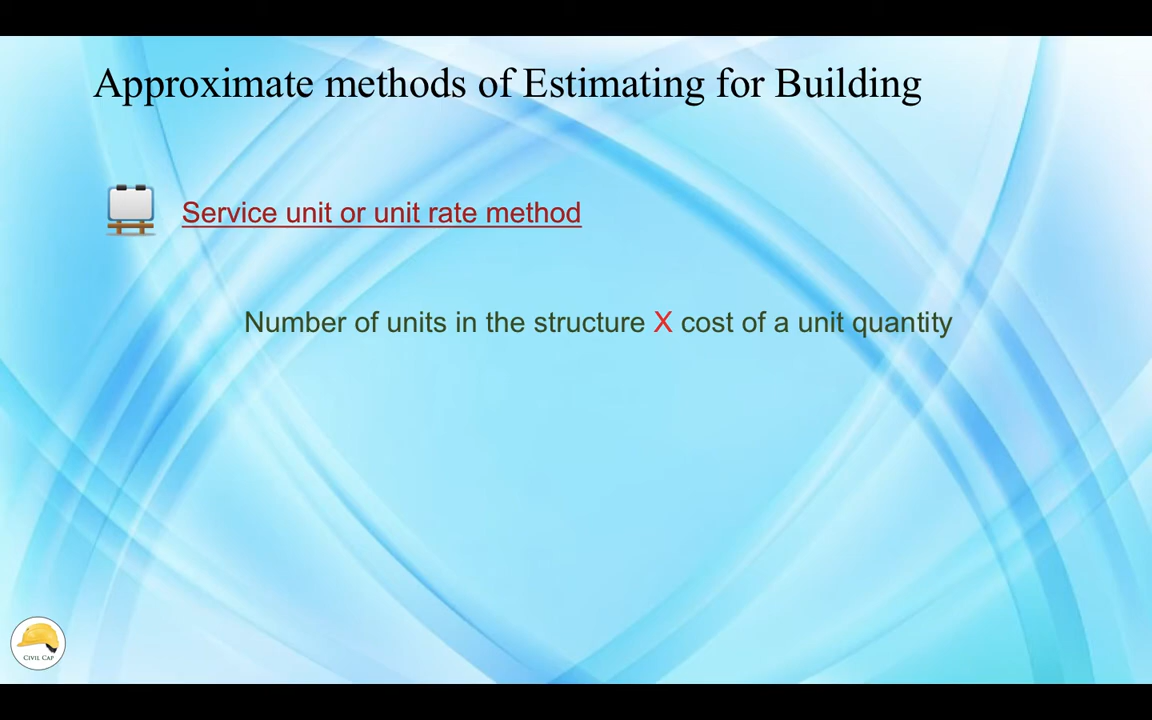 Approximate methods of Estimating for Building
Service unit or unit rate method
Number of units in the structure X cost of a unit quantity
CIVIL CAP